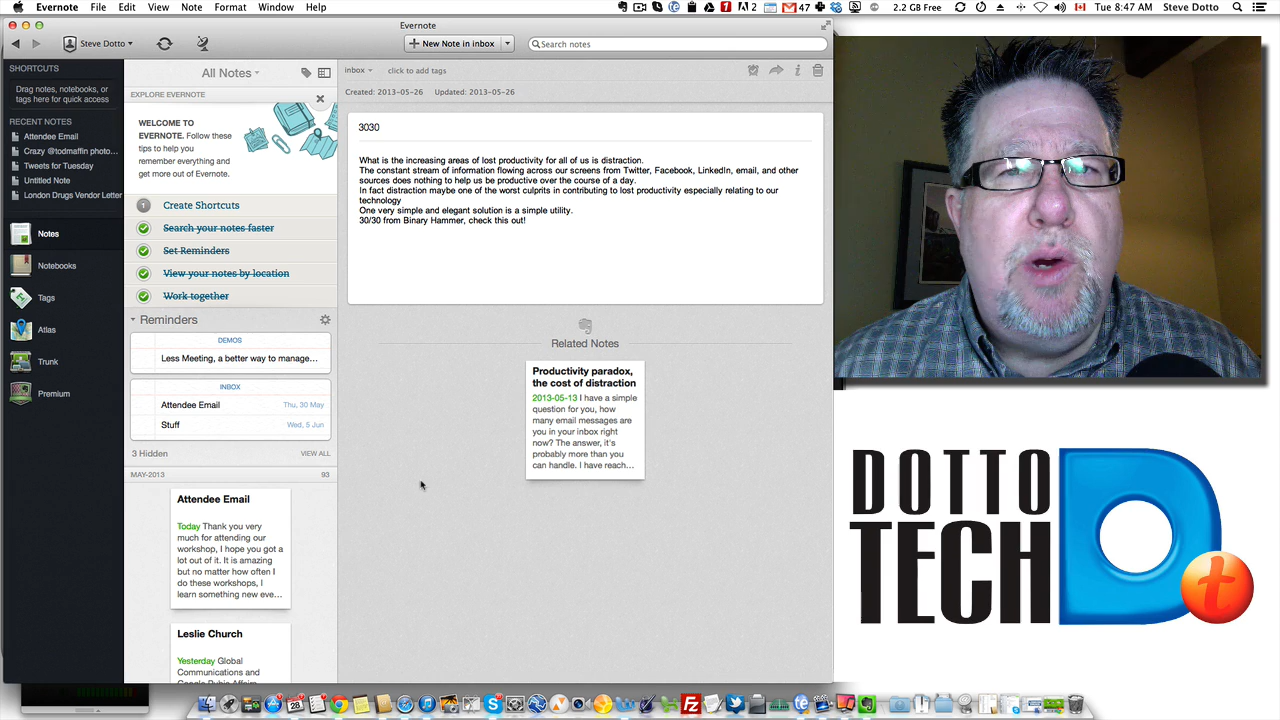 Evernote File Edit View Note Format Window Help
2 47 2.2 GB Free Tue 8:47 AM Steve Dotto
Evernote
Steve Dotto
New Note in inbox
Search notes
SHORTCUTS
Drag notes, notebooks, or
tags here for quick access
RECENT NOTES
Attendee Email
Crazy @todmaffin photo...
Tweets for Tuesday
Untitled Note
London Drugs Vendor Letter
Notes
Notebooks
Tags
Atlas
Trunk
Premium
All Notes
EXPLORE EVERNOTE
WELCOME TO
EVERNOTE. Follow these
tips to help you
remember everything and
get more out of Evernote.
1 Create Shortcuts
Search your notes faster
Set Reminders
View your notes by location
Work together
Reminders
DEMOS
Less Meeting, a better way to manage...
INBOX
Attendee Email Thu, 30 May
Stuff Wed, 5 Jun
3 Hidden VIEW ALL
MAY-2013 93
Attendee Email
Today Thank you very
much for attending our
workshop, I hope you got a
lot out of it. It is amazing
but no matter how often I
do these workshops, I
learn something new eve...
Leslie Church
Yesterday Global
Communications and
inbox click to add tags
Created: 2013-05-26 Updated: 2013-05-26
3030
What is the increasing areas of lost productivity for all of us is distraction.
The constant stream of information flowing across our screens from Twitter, Facebook, LinkedIn, email, and other
sources does nothing to help us be productive over the course of a day.
In fact distraction maybe one of the worst culprits in contributing to lost productivity especially relating to our
technology
One very simple and elegant solution is a simple utility.
30/30 from Binary Hammer, check this out!
Related Notes
Productivity paradox,
the cost of distraction
2013-05-13 I have a simple
question for you, how
many email messages are
you in your inbox right
now? The answer, it's
probably more than you
can handle. I have reach...
DOTTO
TECH
D
t